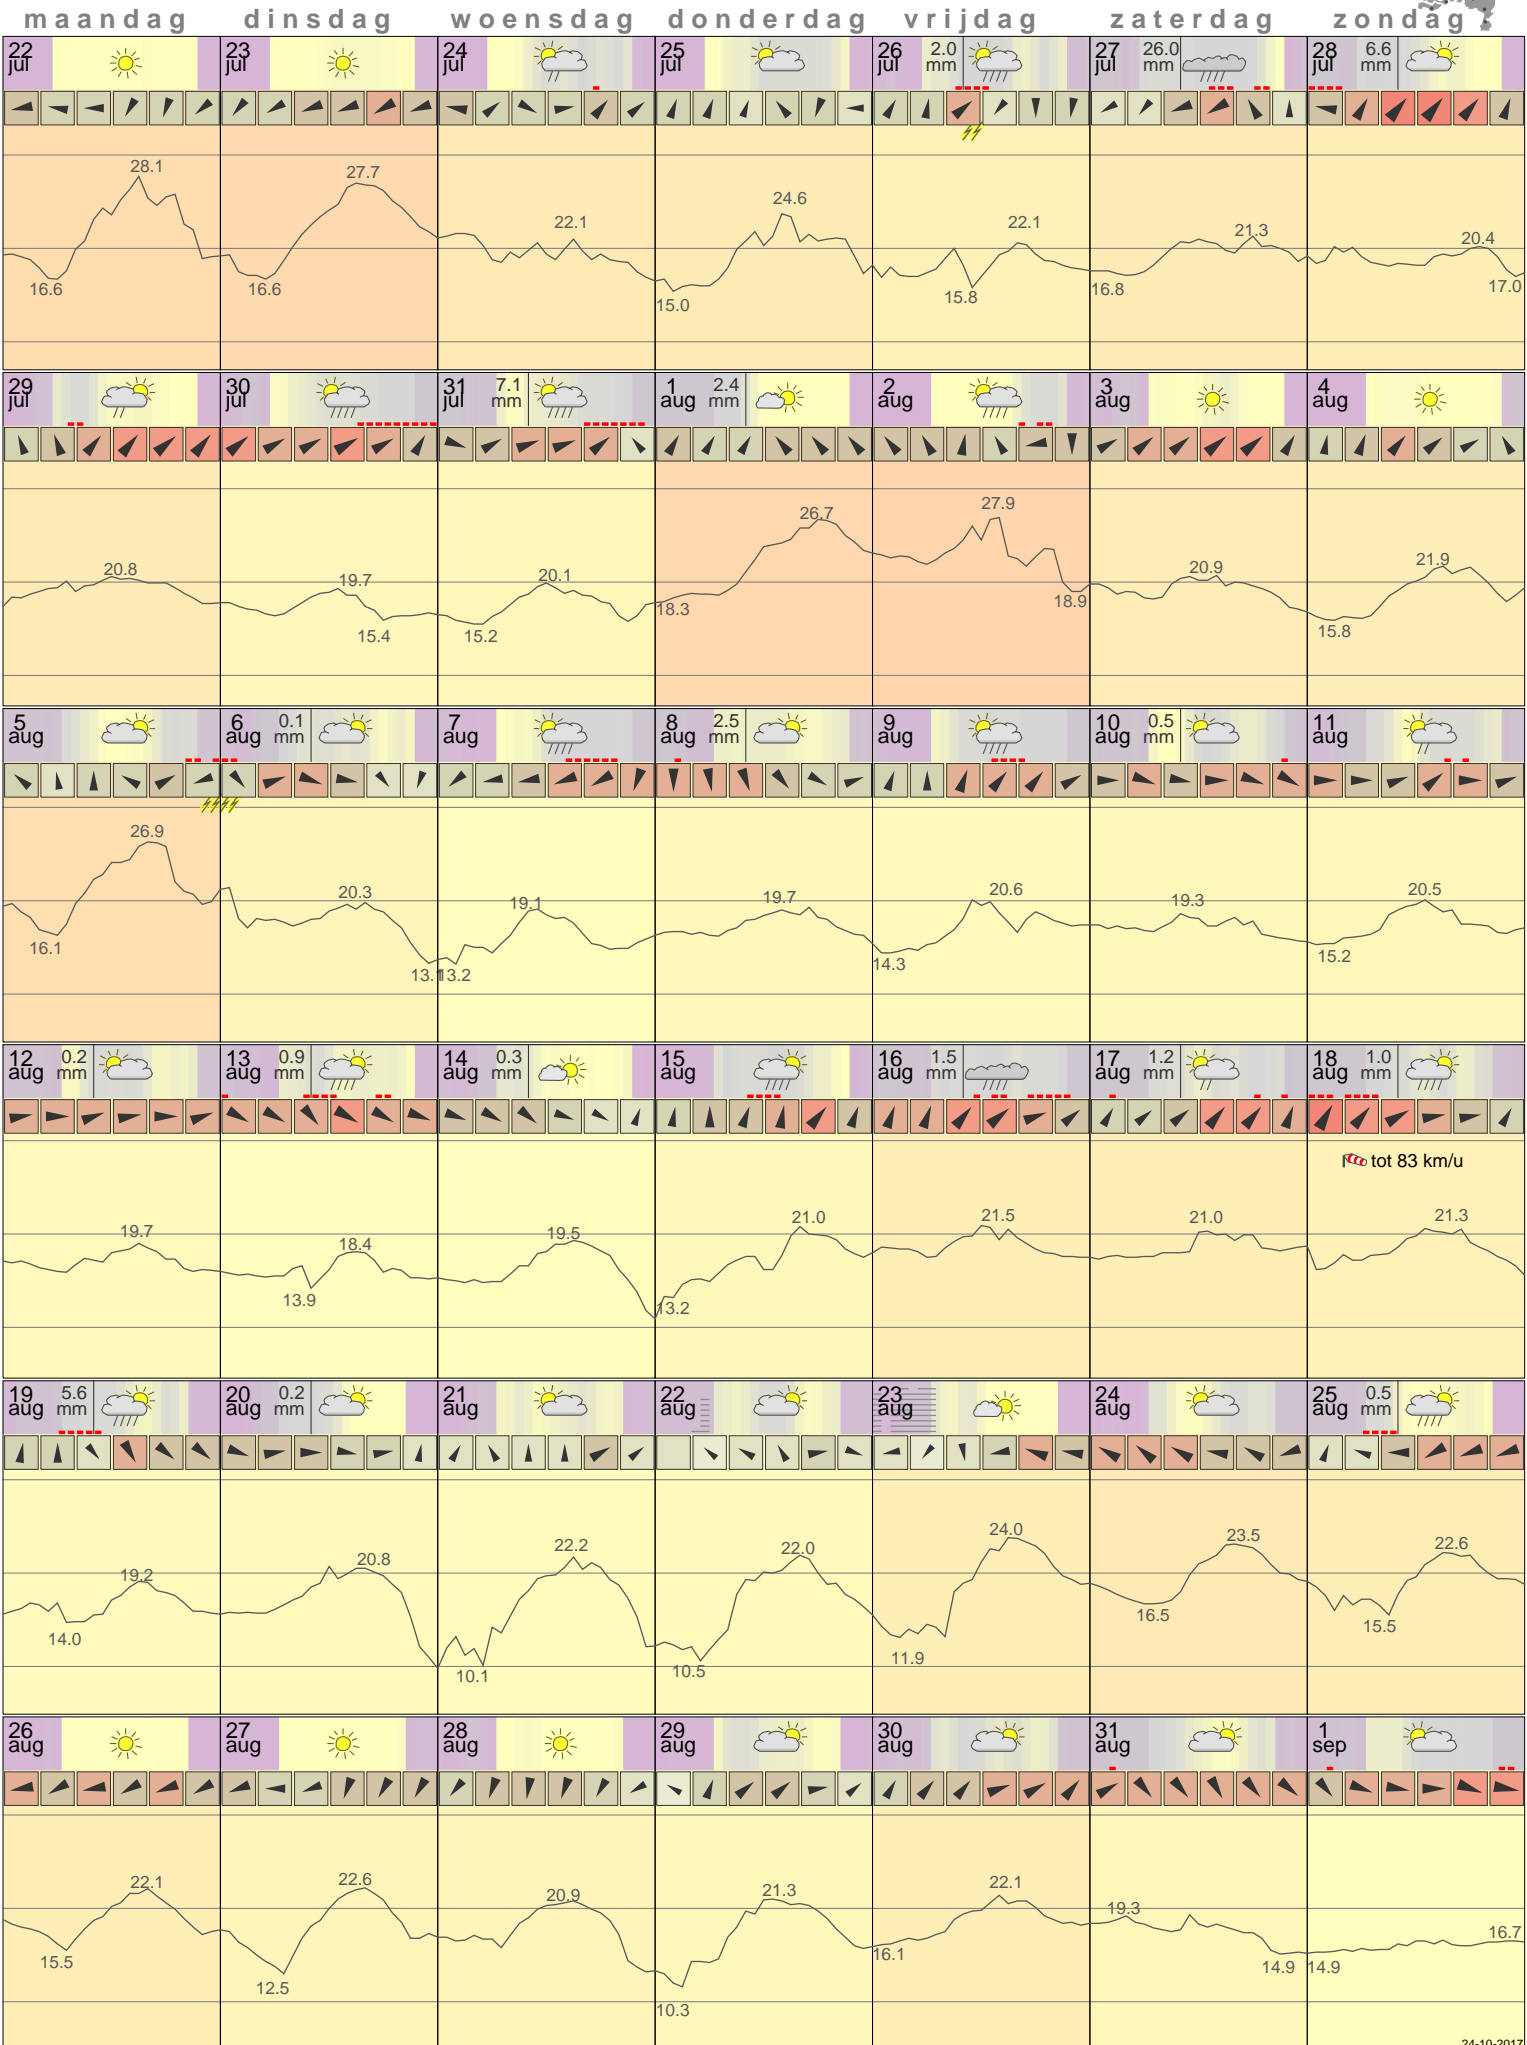 maandag dinsdag woensdag donderdag vrijdag zaterdag zondag
22 jul 23 jul 24 jul 25 jul 26 jul 2.0 mm 27 jul 26.0 mm 28 jul 6.6 mm
28.1 27.7 22.1 24.6 22.1 21.3 20.4
16.6 16.6 15.0 15.8 16.8 17.0
29 jul 30 jul 31 jul 7.1 mm 1 aug 2.4 mm 2 aug 3 aug 4 aug
20.8 19.7 20.1 26.7 27.9 20.9 21.9
15.4 15.2 18.3 18.9 15.8
5 aug 6 aug 0.1 mm 7 aug 8 aug 2.5 mm 9 aug 10 aug 0.5 mm 11 aug
26.9 20.3 19.1 19.7 20.6 19.3 20.5
16.1 13.1 13.2 14.3 15.2
12 aug 0.2 mm 13 aug 0.9 mm 14 aug 0.3 mm 15 aug 16 aug 1.5 mm 17 aug 1.2 mm 18 aug 1.0 mm
tot 83 km/u
19.7 18.4 19.5 21.0 21.5 21.0 21.3
13.9 13.2
19 aug 5.6 mm 20 aug 0.2 mm 21 aug 22 aug 23 aug 24 aug 25 aug 0.5 mm
19.2 20.8 22.2 22.0 24.0 23.5 22.6
14.0 10.1 10.5 11.9 16.5 15.5
26 aug 27 aug 28 aug 29 aug 30 aug 31 aug 1 sep
22.1 22.6 20.9 21.3 22.1 19.3 16.7
15.5 12.5 10.3 16.1 14.9 14.9
24-10-2017